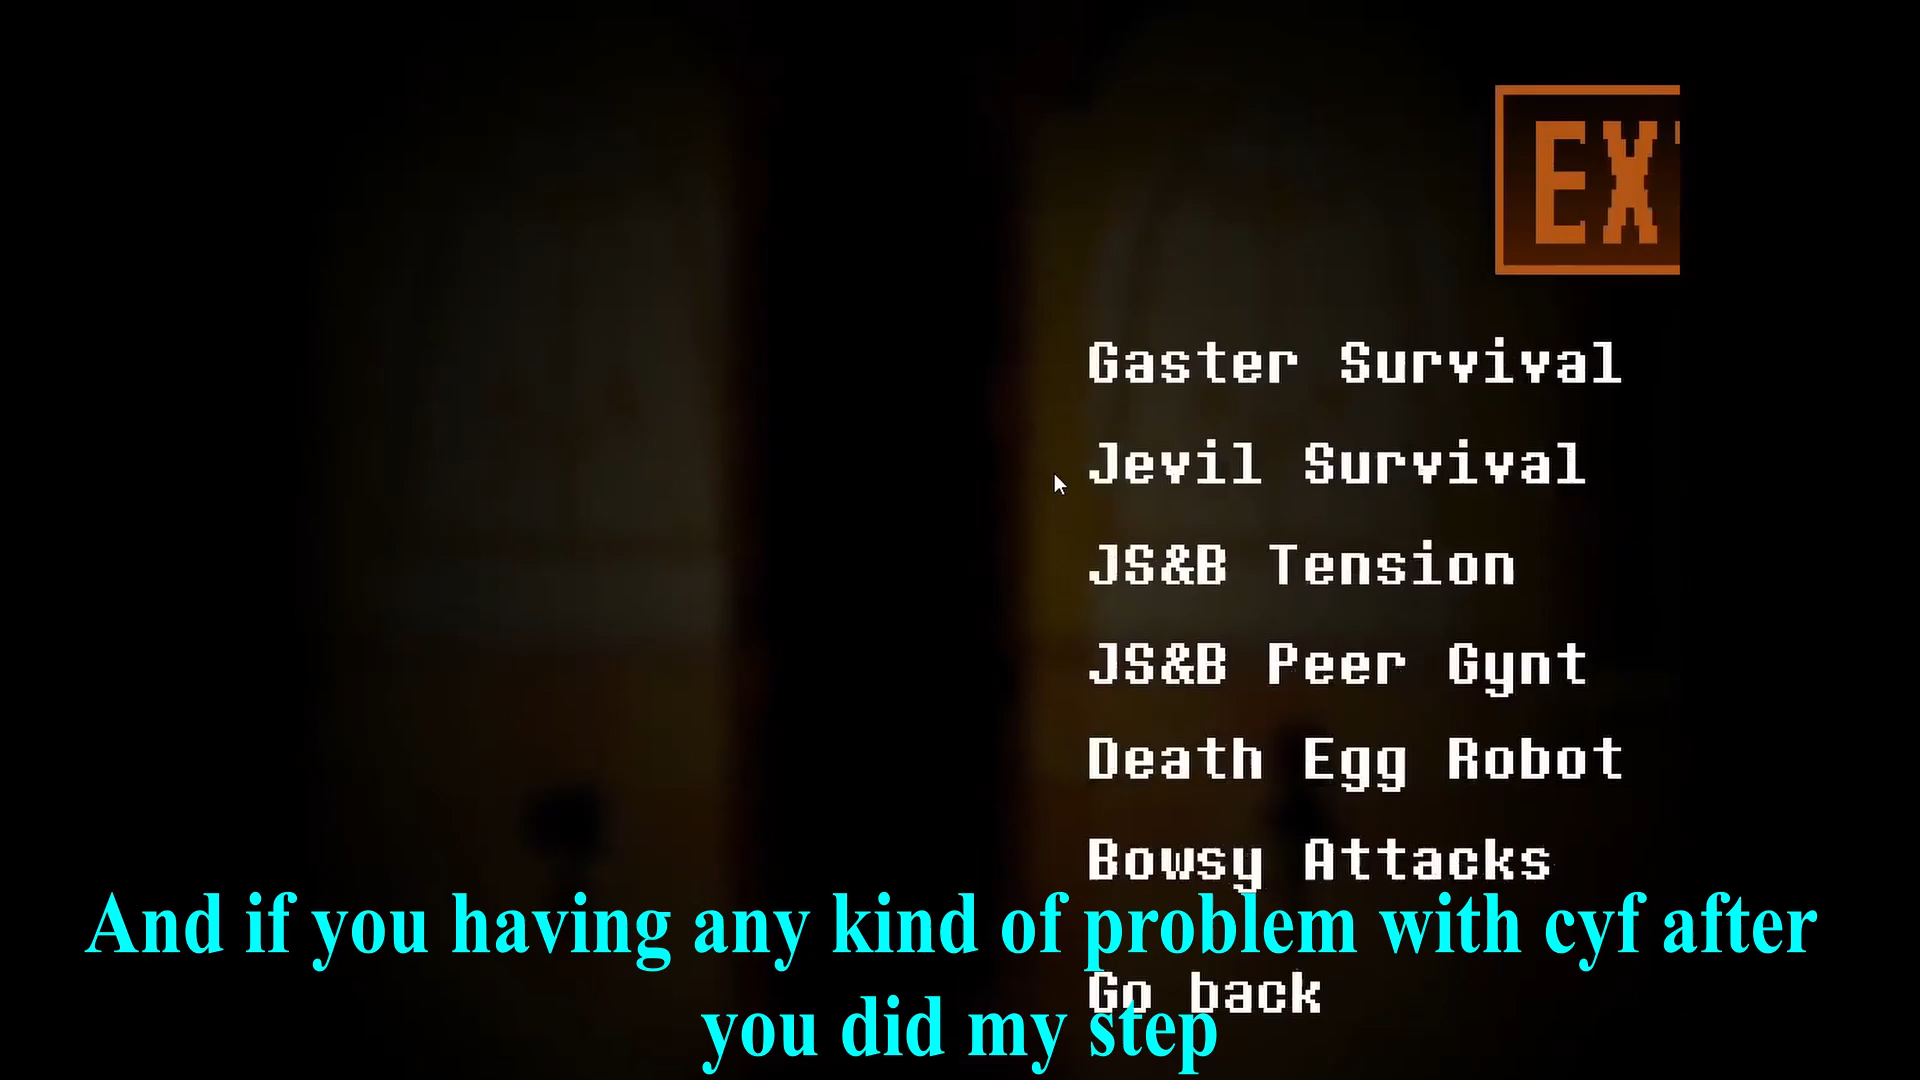 EX
Gaster Survival
Jevil Survival
JS&B Tension
JS&B Peer Gynt
Death Egg Robot
Bowsy Attacks
And if you having any kind of problem with cyf after
Go back
you did my step